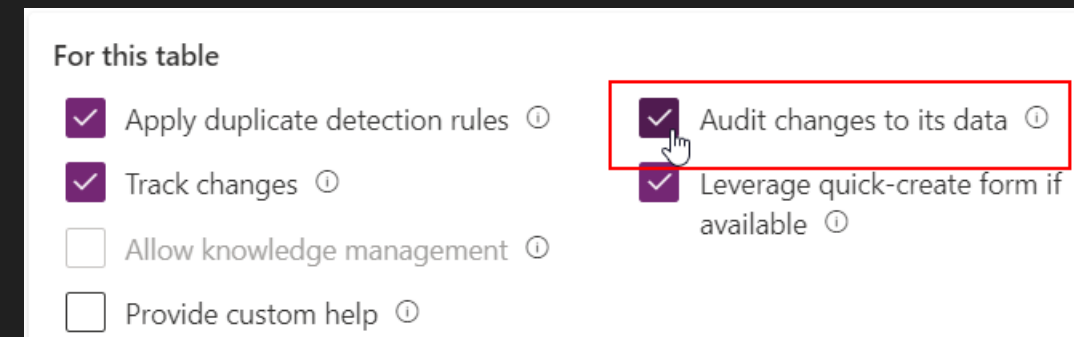 For this table
Apply duplicate detection rules
Audit changes to its data
Track changes
Leverage quick-create form if
available
Allow knowledge management
Provide custom help